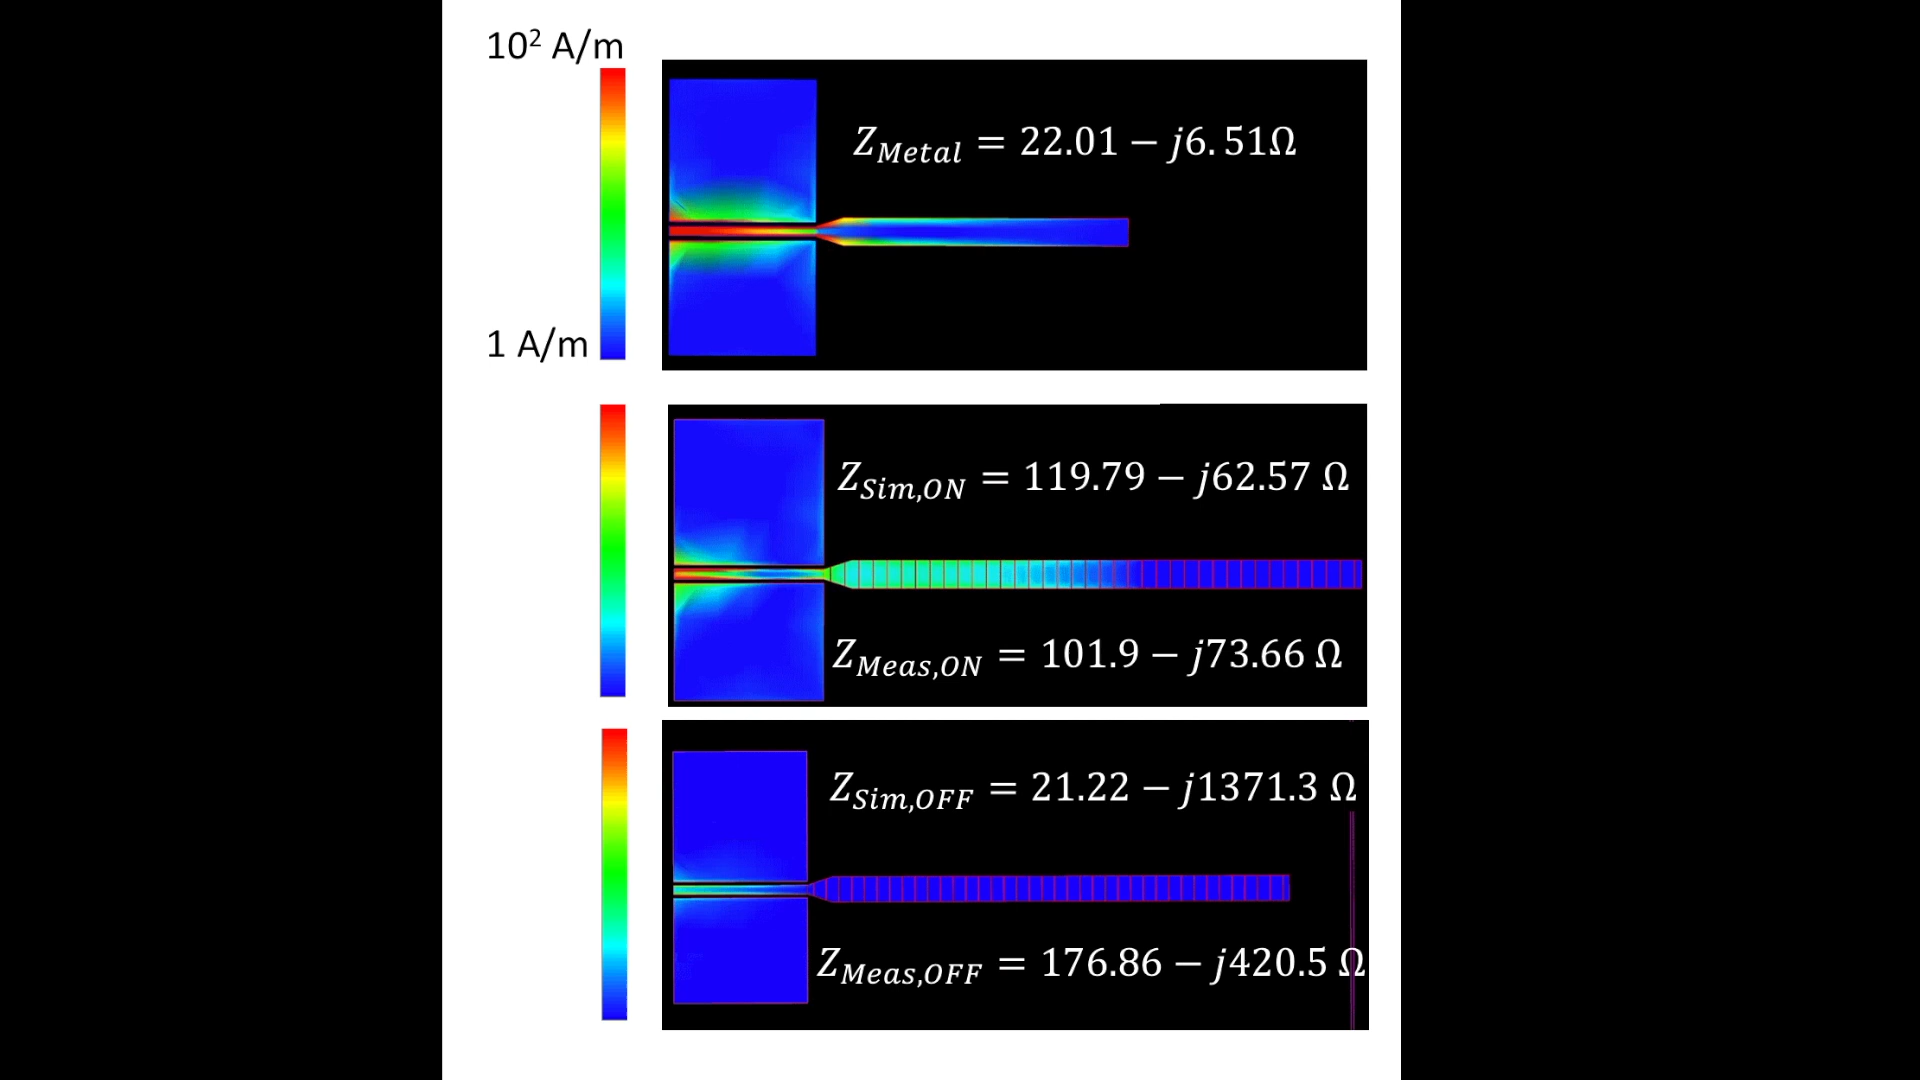 10² A/m
Z_Metal = 22.01 − j6.51Ω
1 A/m
Z_Sim,ON = 119.79 − j62.57 Ω
Z_Meas,ON = 101.9 − j73.66 Ω
Z_Sim,OFF = 21.22 − j1371.3 Ω
Z_Meas,OFF = 176.86 − j420.5 Ω